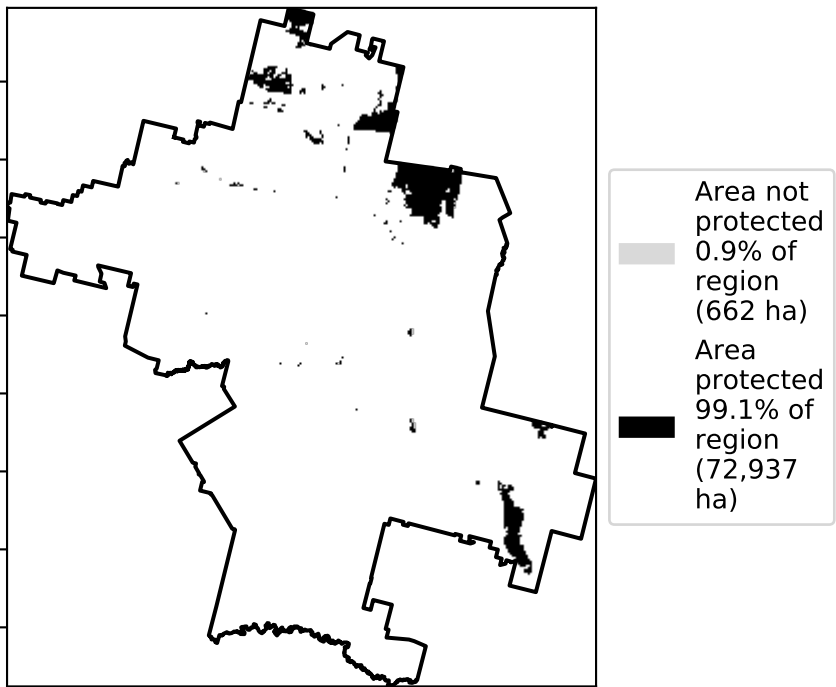 Area not
protected
0.9% of
region
(662 ha)
Area
protected
99.1% of
region
(72,937
ha)